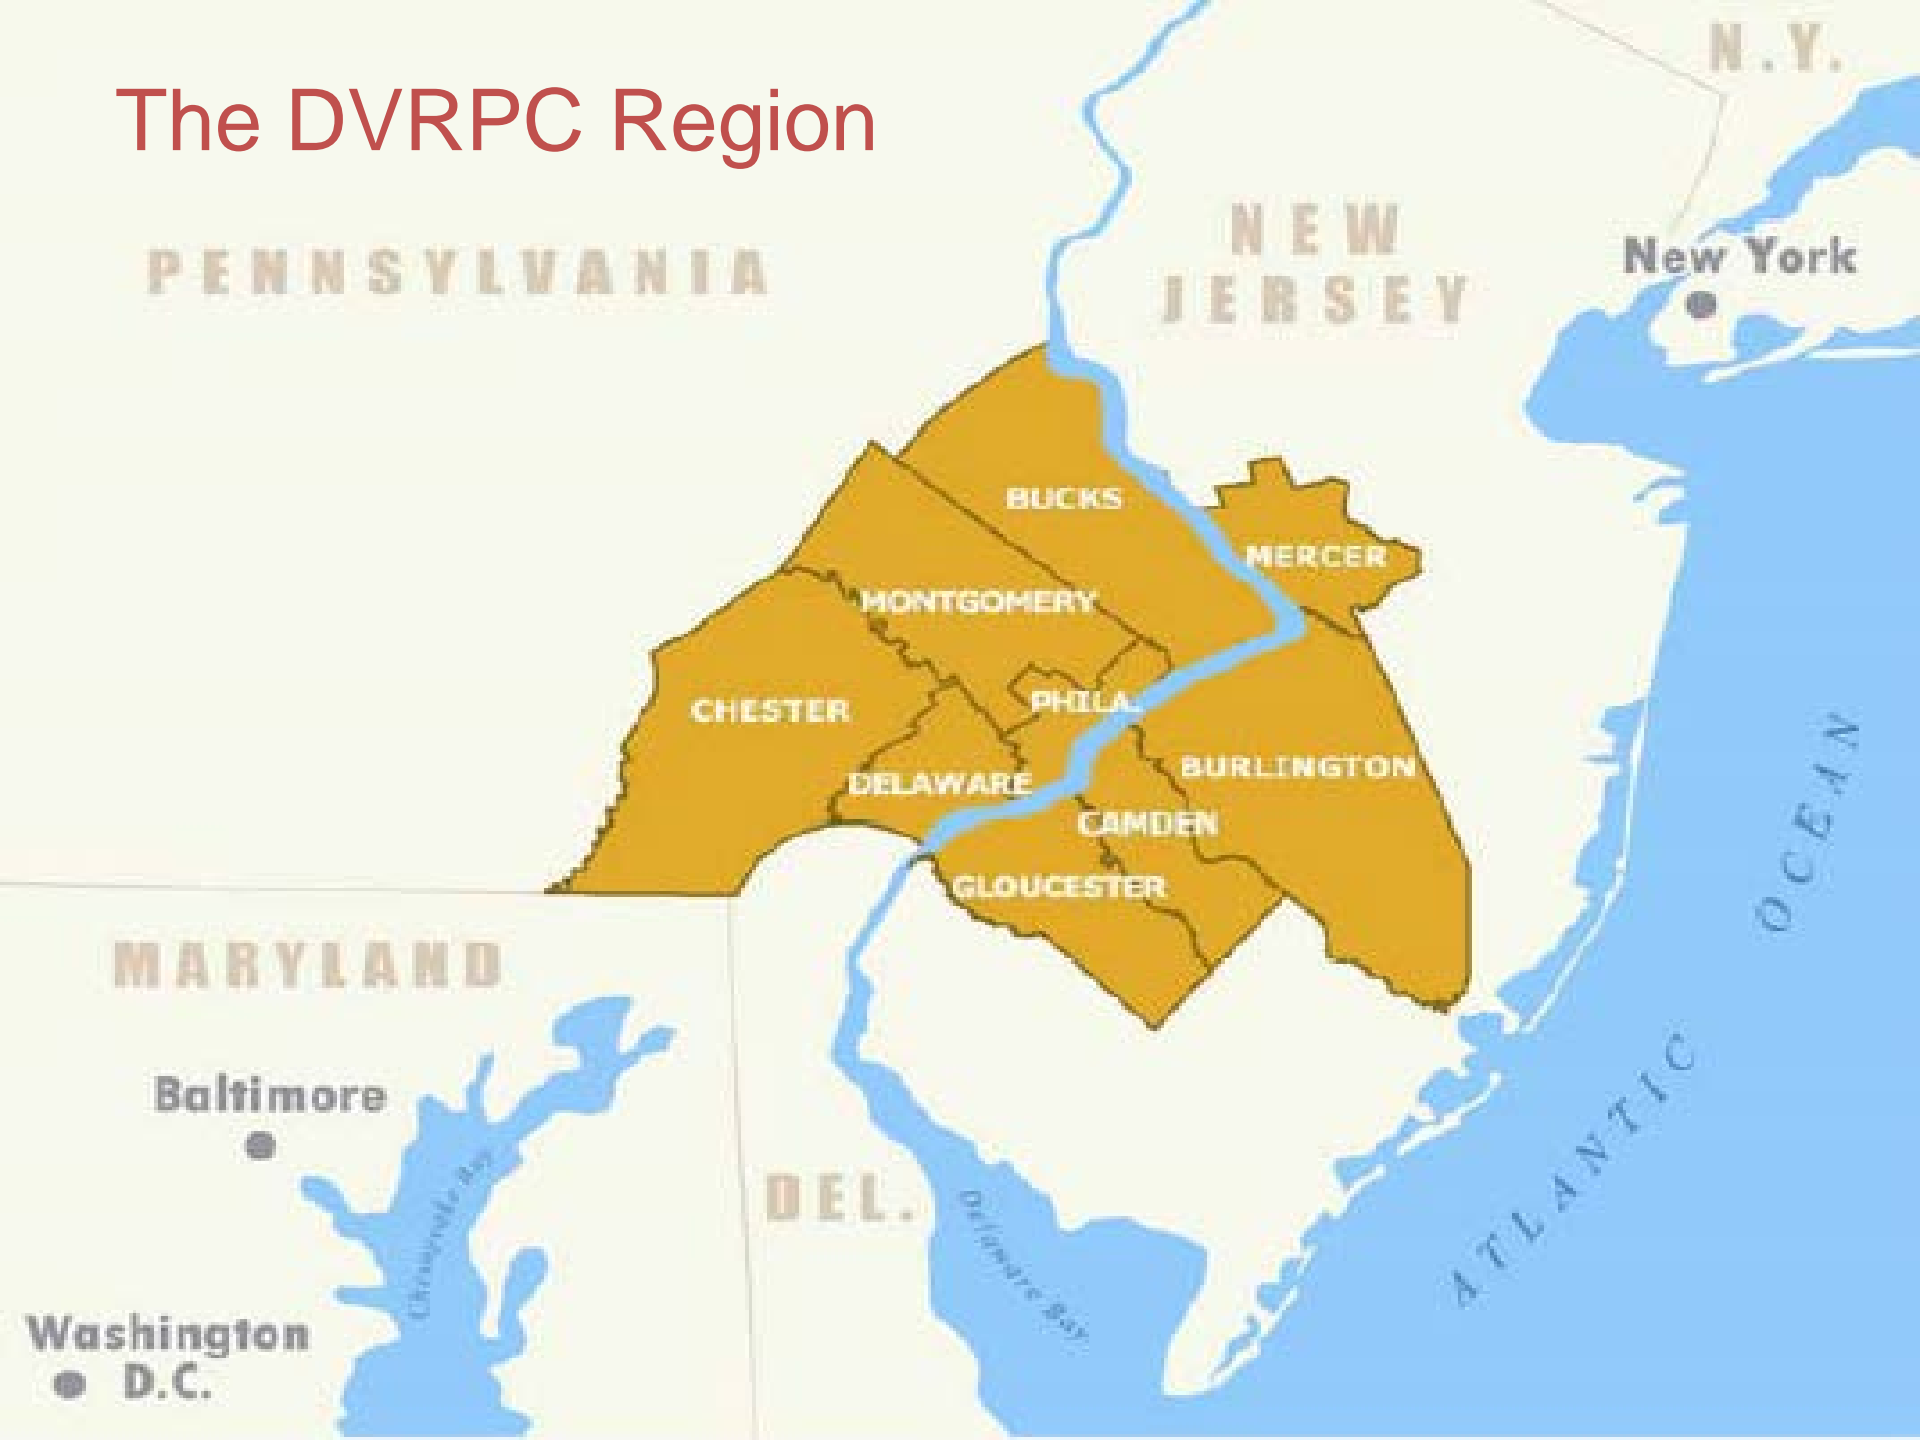 The DVRPC Region
N.Y.
NEW
JERSEY
New York
PENNSYLVANIA
BUCKS
MERCER
MONTGOMERY
CHESTER
PHILA.
DELAWARE
BURLINGTON
CAMDEN
GLOUCESTER
MARYLAND
Baltimore
Chesapeake Bay
Washington
D.C.
DEL.
Delaware Bay
ATLANTIC
OCEAN